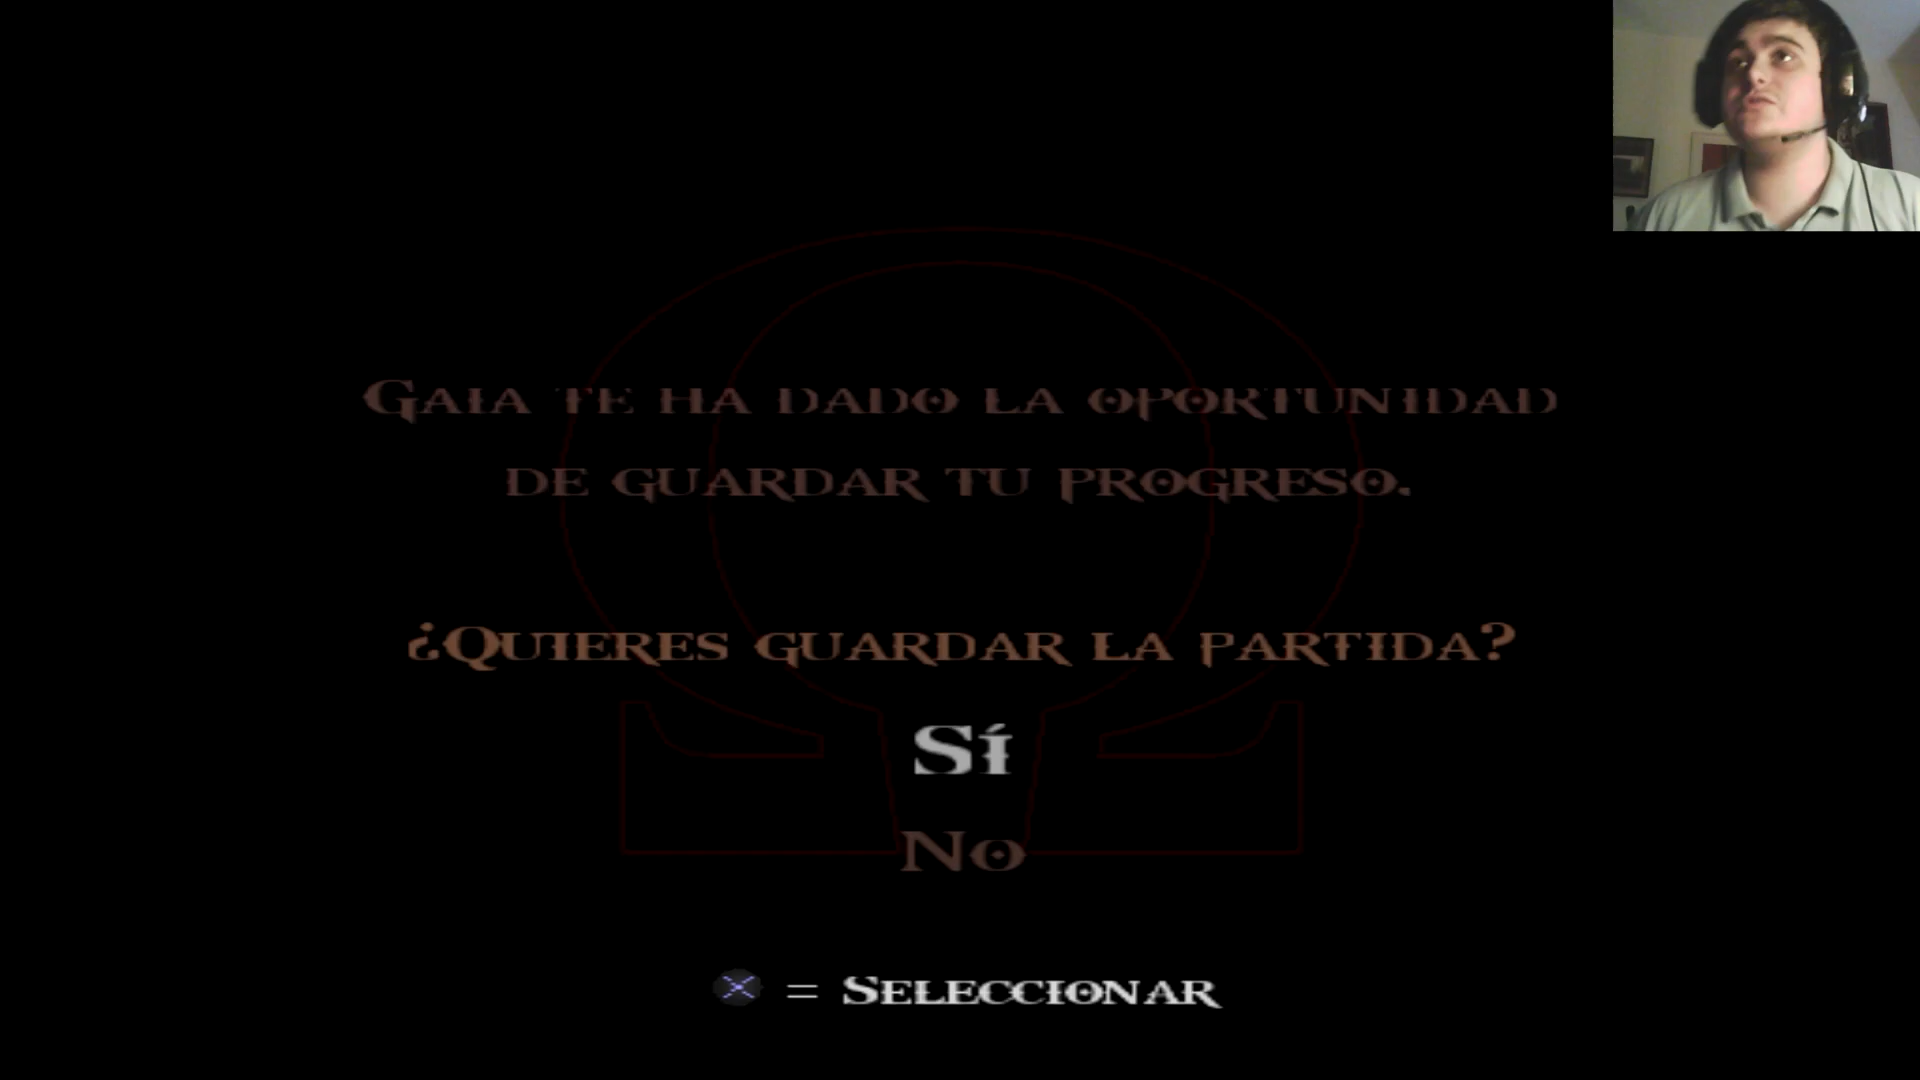 Gaia te ha dado la oportunidad
de guardar tu progreso.
¿Quieres guardar la partida?
Sí
No
= Seleccionar